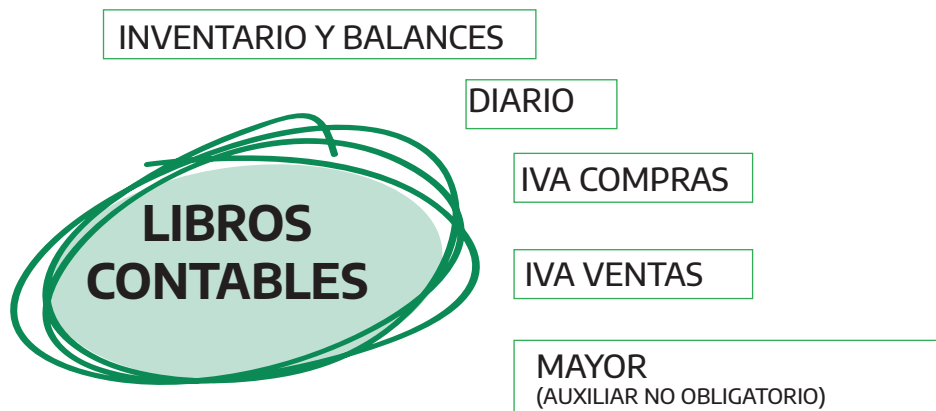 INVENTARIO Y BALANCES
DIARIO
IVA COMPRAS
LIBROS
CONTABLES
IVA VENTAS
MAYOR
(AUXILIAR NO OBLIGATORIO)